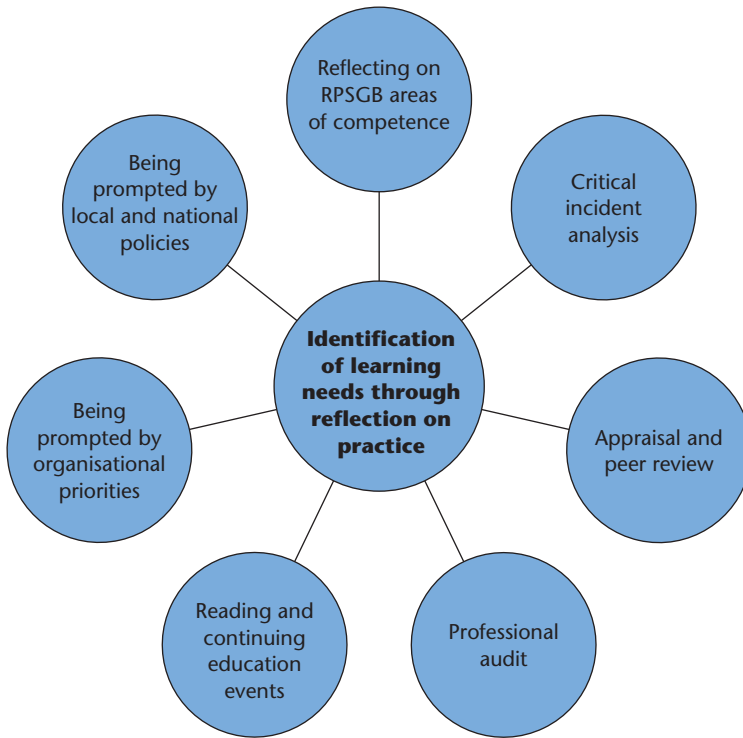 Reflecting on
RPSGB areas
of competence
Being
prompted by
local and national
policies
Critical
incident
analysis
Identification
of learning
needs through
reflection on
practice
Being
prompted by
organisational
priorities
Appraisal and
peer review
Reading and
continuing
education
events
Professional
audit